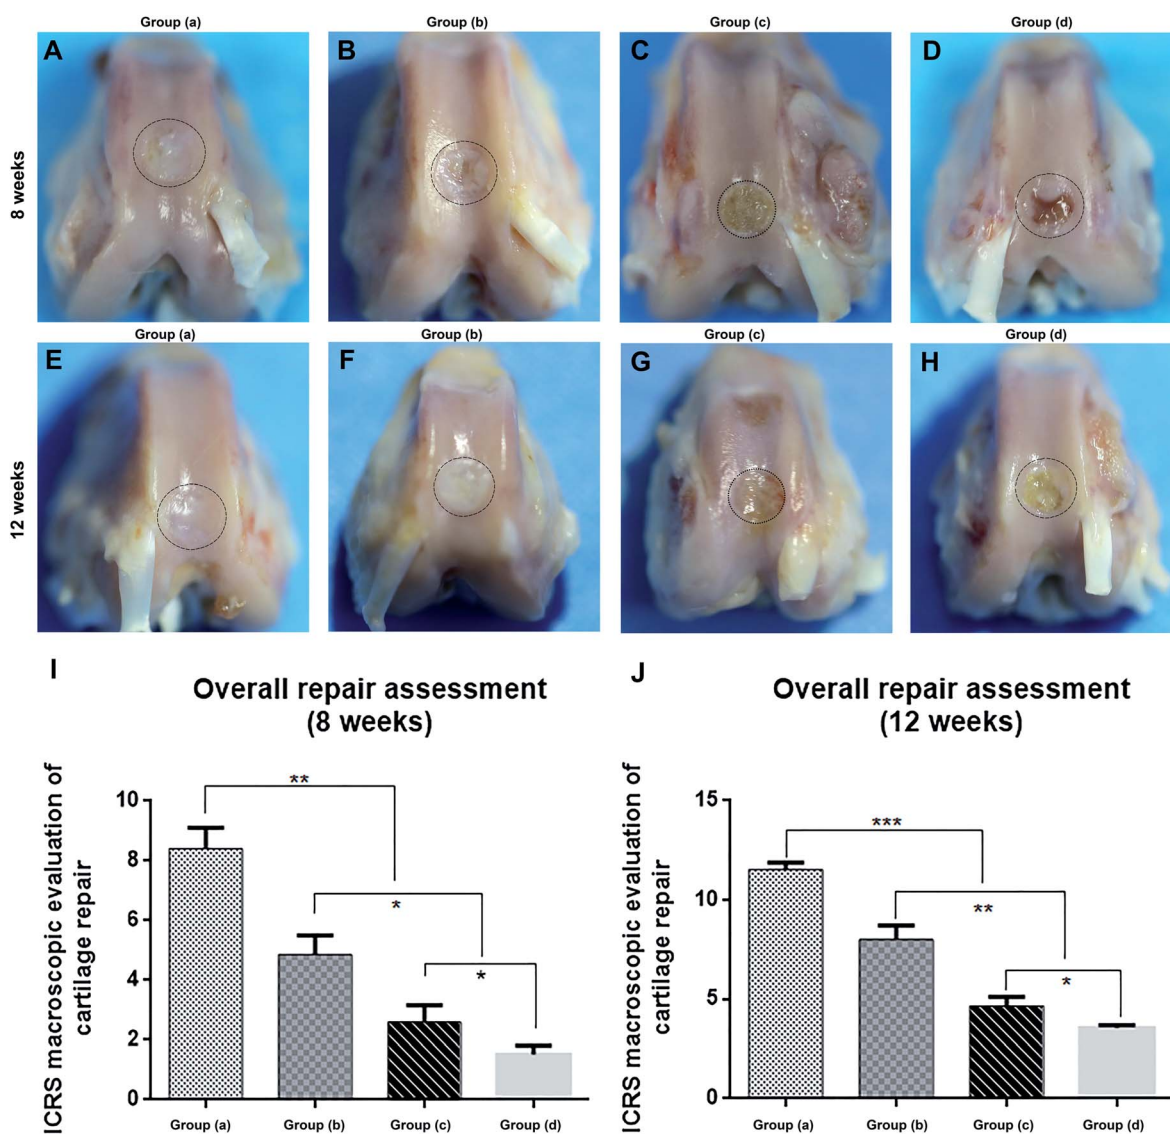 Group (a) Group (b) Group (c) Group (d)
A B C D
8 weeks
Group (a) Group (b) Group (c) Group (d)
E F G H
12 weeks
I
Overall repair assessment
(8 weeks)
ICRS macroscopic evaluation of
cartilage repair
10
8
6
4
2
0
**
*
*
Group (a) Group (b) Group (c) Group (d)
J
Overall repair assessment
(12 weeks)
ICRS macroscopic evaluation of
cartilage repair
15
10
5
0
***
**
*
Group (a) Group (b) Group (c) Group (d)